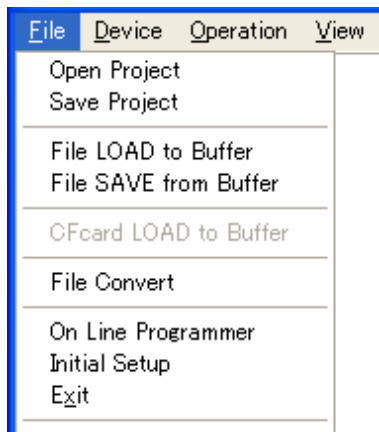 File Device Operation View
Open Project
Save Project
File LOAD to Buffer
File SAVE from Buffer
CFcard LOAD to Buffer
File Convert
On Line Programmer
Initial Setup
Exit